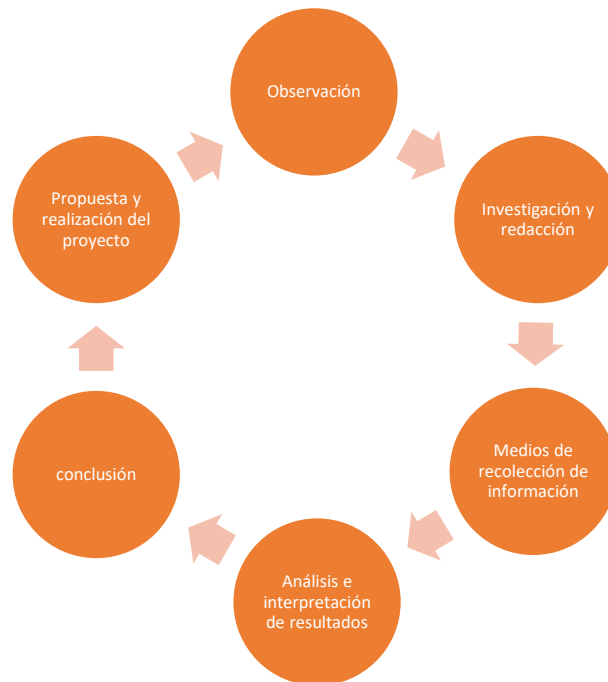 Observación
Investigación y
redacción
Medios de
recolección de
información
Análisis e
interpretación
de resultados
conclusión
Propuesta y
realización del
proyecto